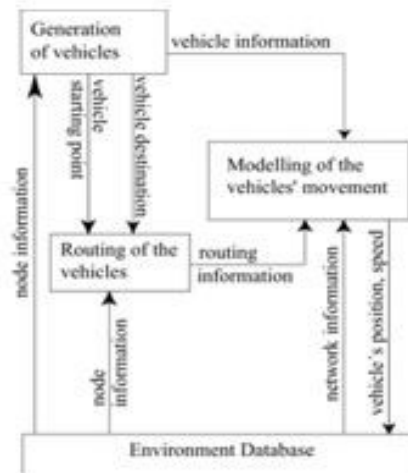 Generation
of vehicles
vehicle information
node information
vehicle
starting point
vehicle destination
Modelling of the
vehicles' movement
Routing of the
vehicles
routing
information
node
information
network information
vehicle´s position, speed
Environment Database